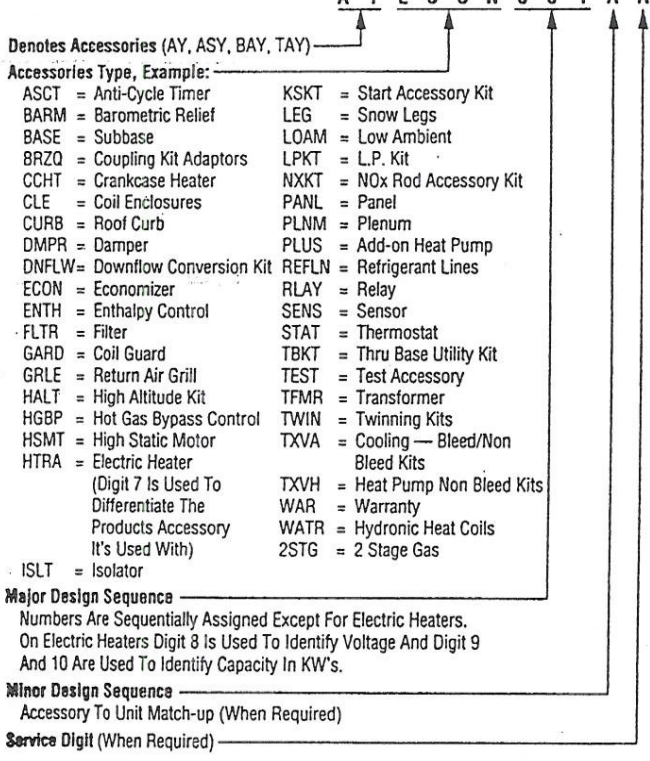 Denotes Accessories (AY, ASY, BAY, TAY)
Accessories Type, Example:
ASCT = Anti-Cycle Timer
BARM = Barometric Relief
BASE = Subbase
8RZQ = Coupling Kit Adaptors
CCHT = Crankcase Heater
CLE = Coil Enclosures
CURB = Roof Curb
DMPR = Damper
DNFLW= Downflow Conversion Kit
ECON = Economizer
ENTH = Enthalpy Control
FLTR = Filter
GARD = Coil Guard
GRLE = Return Air Grill
HALT = High Altitude Kit
HGBP = Hot Gas Bypass Control
HSMT = High Static Motor
HTRA = Electric Heater
(Digit 7 Is Used To
Differentiate The
Products Accessory
It's Used With)
ISLT = Isolator
KSKT = Start Accessory Kit
LEG = Snow Legs
LOAM = Low Ambient
LPKT = L.P. Kit
NXKT = NOx Rod Accessory Kit
PANL = Panel
PLNM = Plenum
PLUS = Add-on Heat Pump
REFLN = Refrigerant Lines
RLAY = Relay
SENS = Sensor
STAT = Thermostat
TBKT = Thru Base Utility Kit
TEST = Test Accessory
TFMR = Transformer
TWIN = Twinning Kits
TXVA = Cooling — Bleed/Non
Bleed Kits
TXVH = Heat Pump Non Bleed Kits
WAR = Warranty
WATR = Hydronic Heat Coils
2STG = 2 Stage Gas
Major Design Sequence
Numbers Are Sequentially Assigned Except For Electric Heaters.
On Electric Heaters Digit 8 Is Used To Identify Voltage And Digit 9
And 10 Are Used To Identify Capacity In KW's.
Minor Design Sequence
Accessory To Unit Match-up (When Required)
Service Digit (When Required)